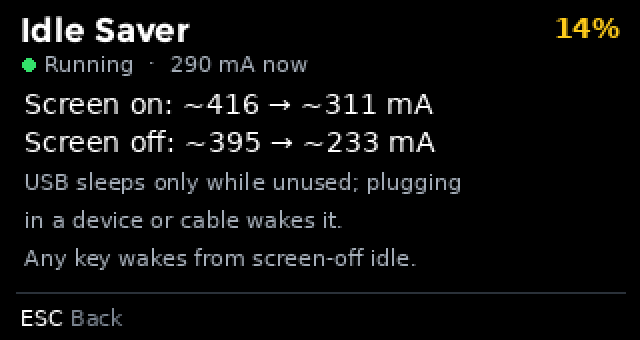 Idle Saver
14%
Running · 290 mA now
Screen on: ~416 → ~311 mA
Screen off: ~395 → ~233 mA
USB sleeps only while unused; plugging
in a device or cable wakes it.
Any key wakes from screen-off idle.
ESC Back